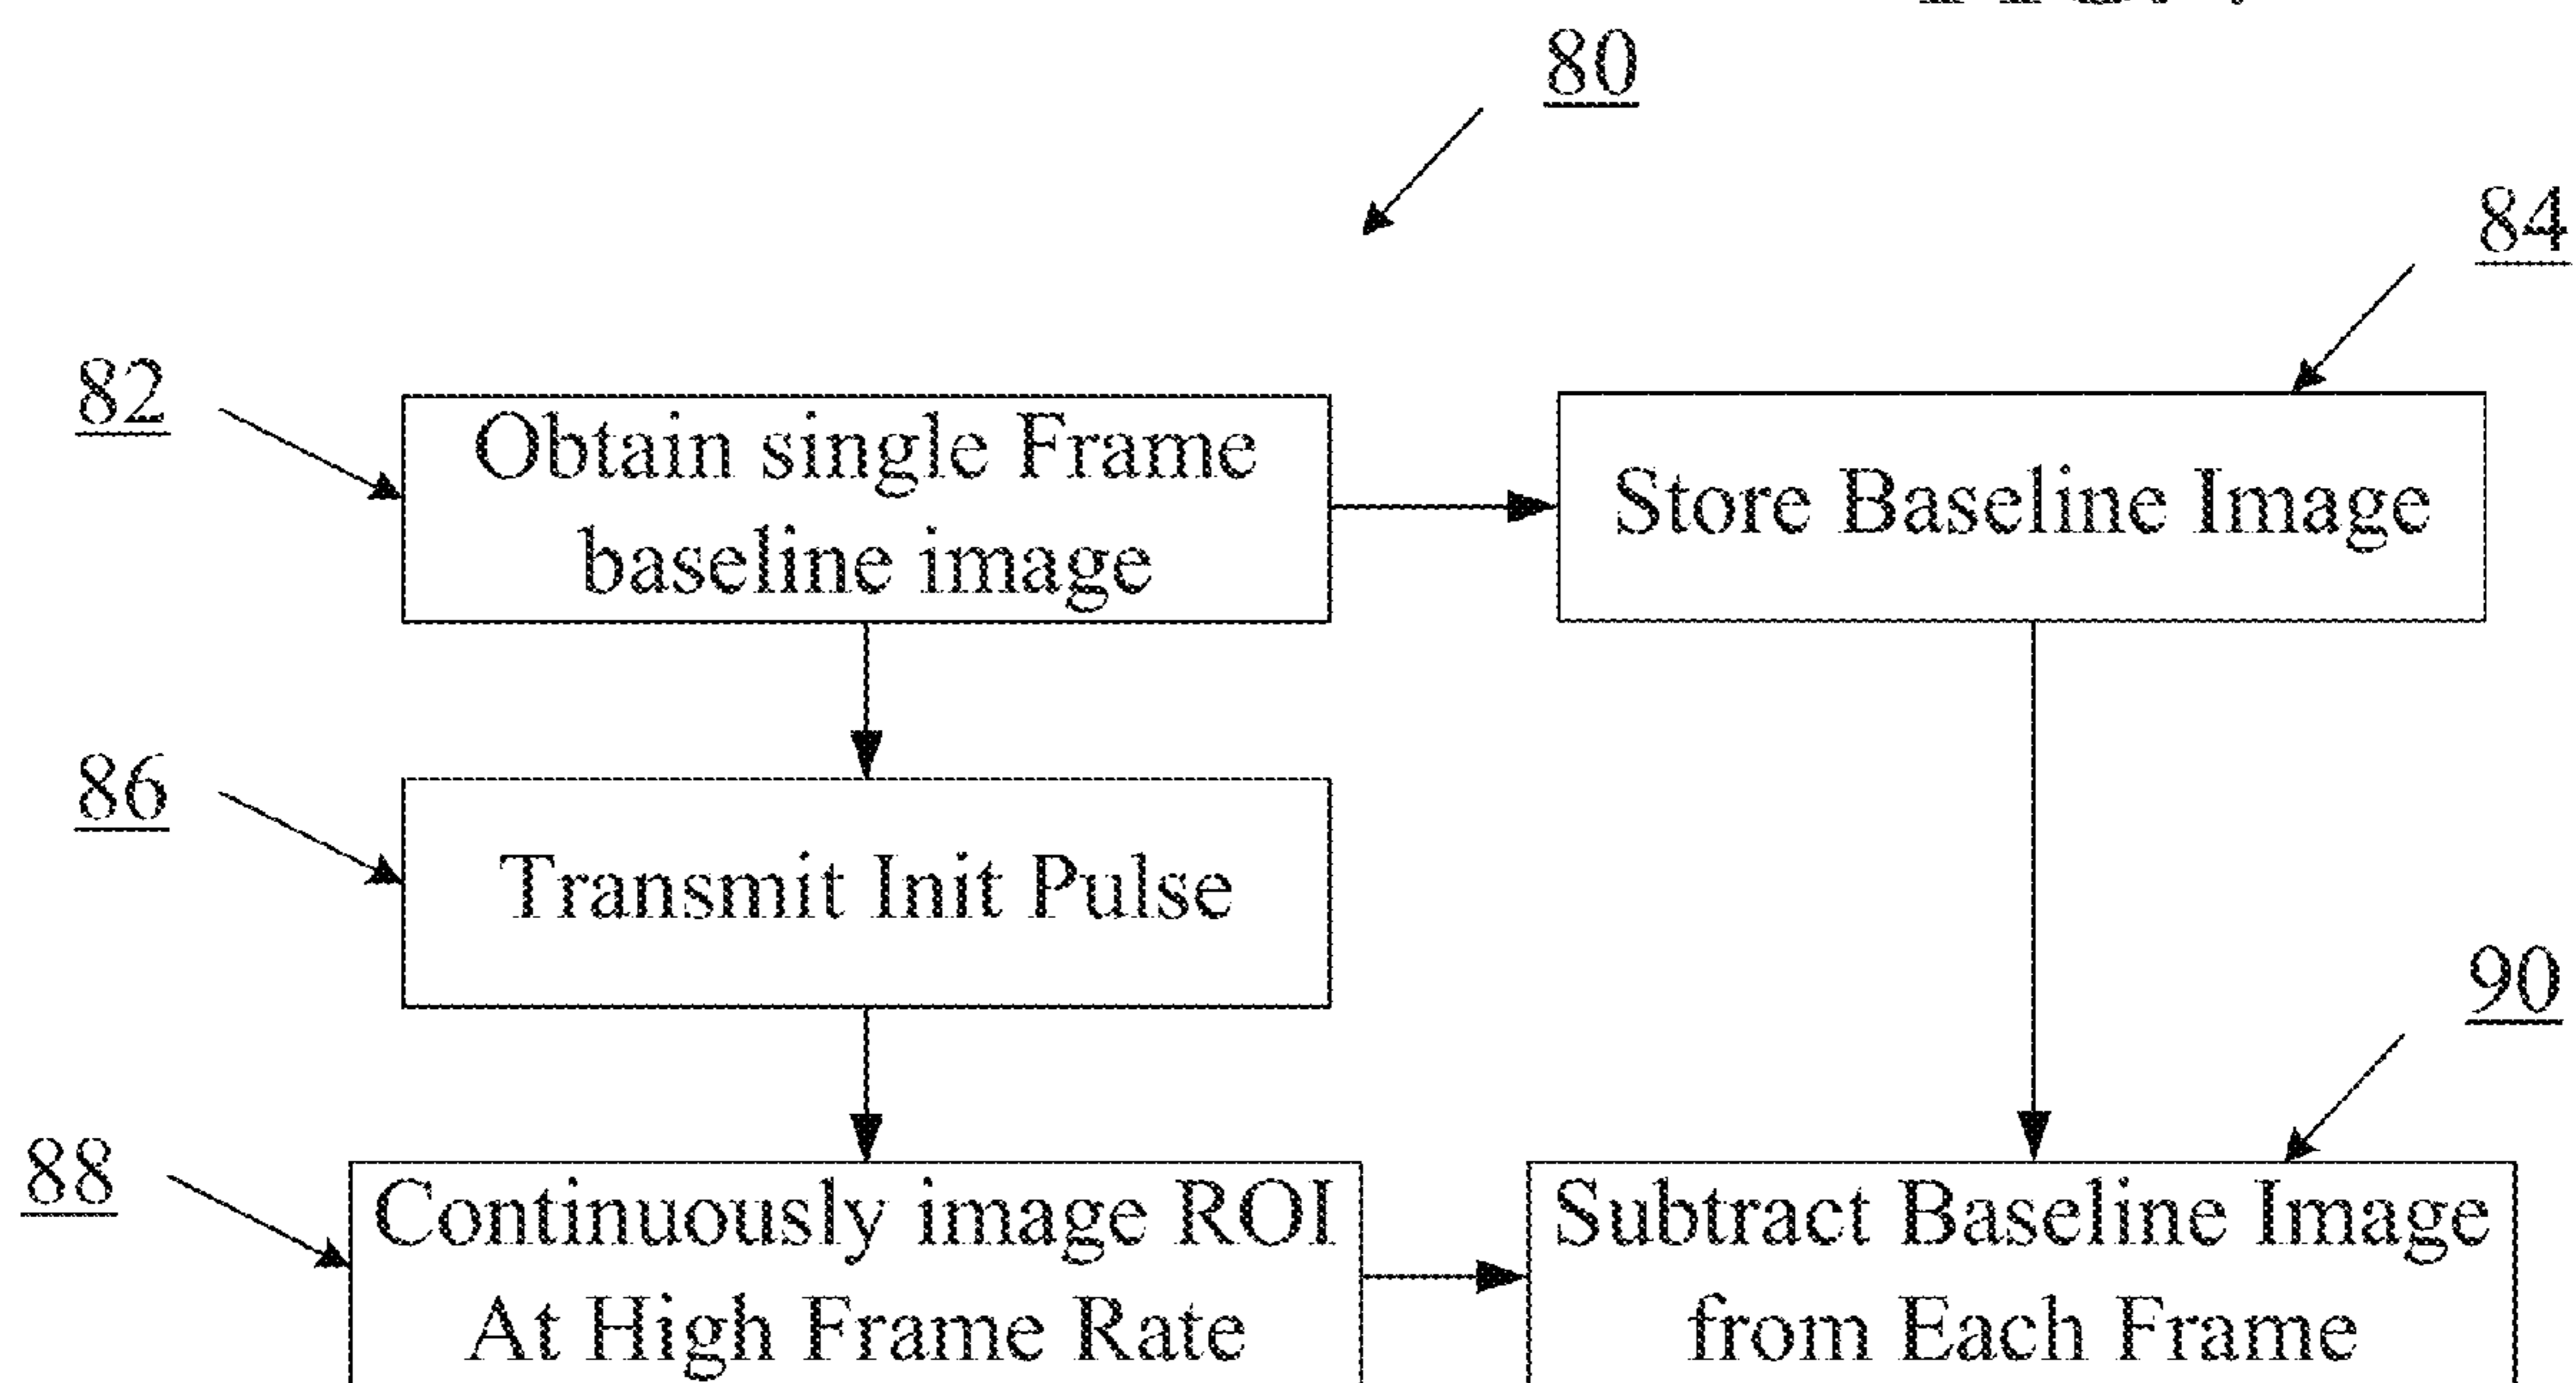 80
84
82
Obtain single Frame
baseline image
Store Baseline Image
86
Transmit Init Pulse
90
88
Continuously image ROI
At High Frame Rate
Subtract Baseline Image
from Each Frame